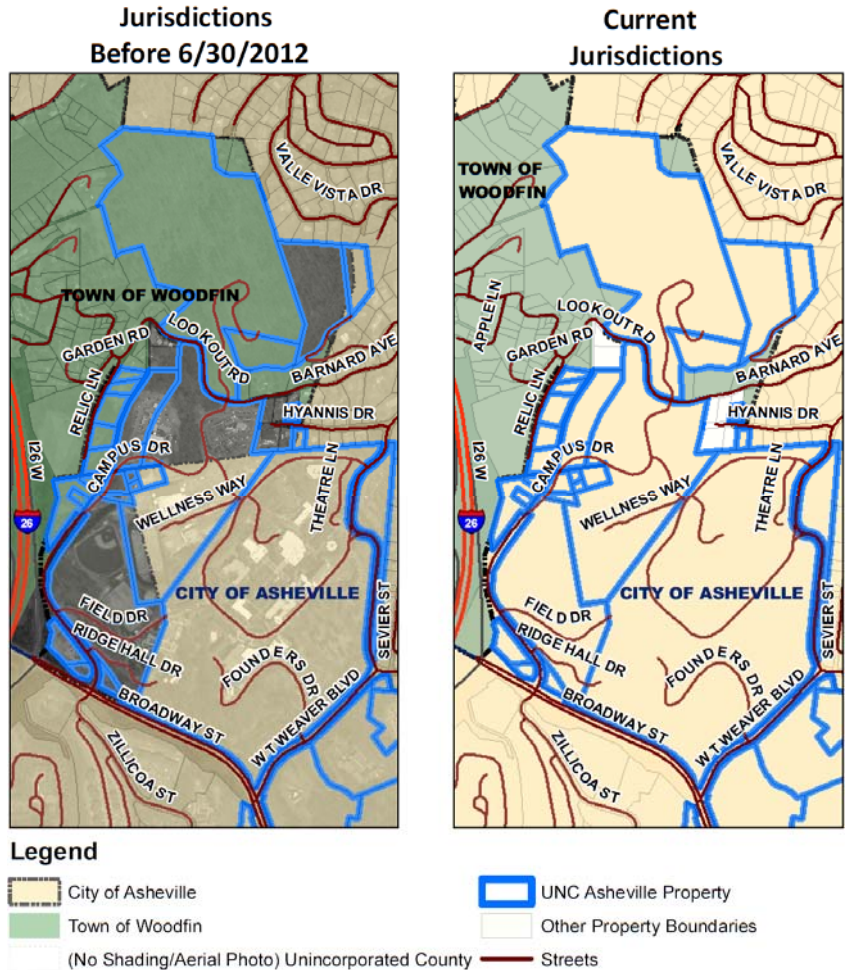 Jurisdictions
Before 6/30/2012
Current
Jurisdictions
VALLE VISTA DR
TOWN OF WOODFIN
GARDEN RD
LOOKOUT RD
BARNARD AVE
RELIC LN
HYANNIS DR
I26 W
CAMPUS DR
THEATRE LN
WELLNESS WAY
26
CITY OF ASHEVILLE
SEVIER ST
FIELD DR
RIDGE HALL DR
FOUNDERS DR
BROADWAY ST
W T WEAVER BLVD
ZILLICOA ST
VALLE VISTA DR
TOWN OF
WOODFIN
APPLE LN
LOOKOUT RD
GARDEN RD
BARNARD AVE
RELIC LN
HYANNIS DR
I26 W
CAMPUS DR
THEATRE LN
WELLNESS WAY
26
CITY OF ASHEVILLE
SEVIER ST
FIELD DR
RIDGE HALL DR
FOUNDERS DR
BROADWAY ST
W T WEAVER BLVD
ZILLICOA ST
Legend
City of Asheville
Town of Woodfin
(No Shading/Aerial Photo) Unincorporated County
UNC Asheville Property
Other Property Boundaries
Streets